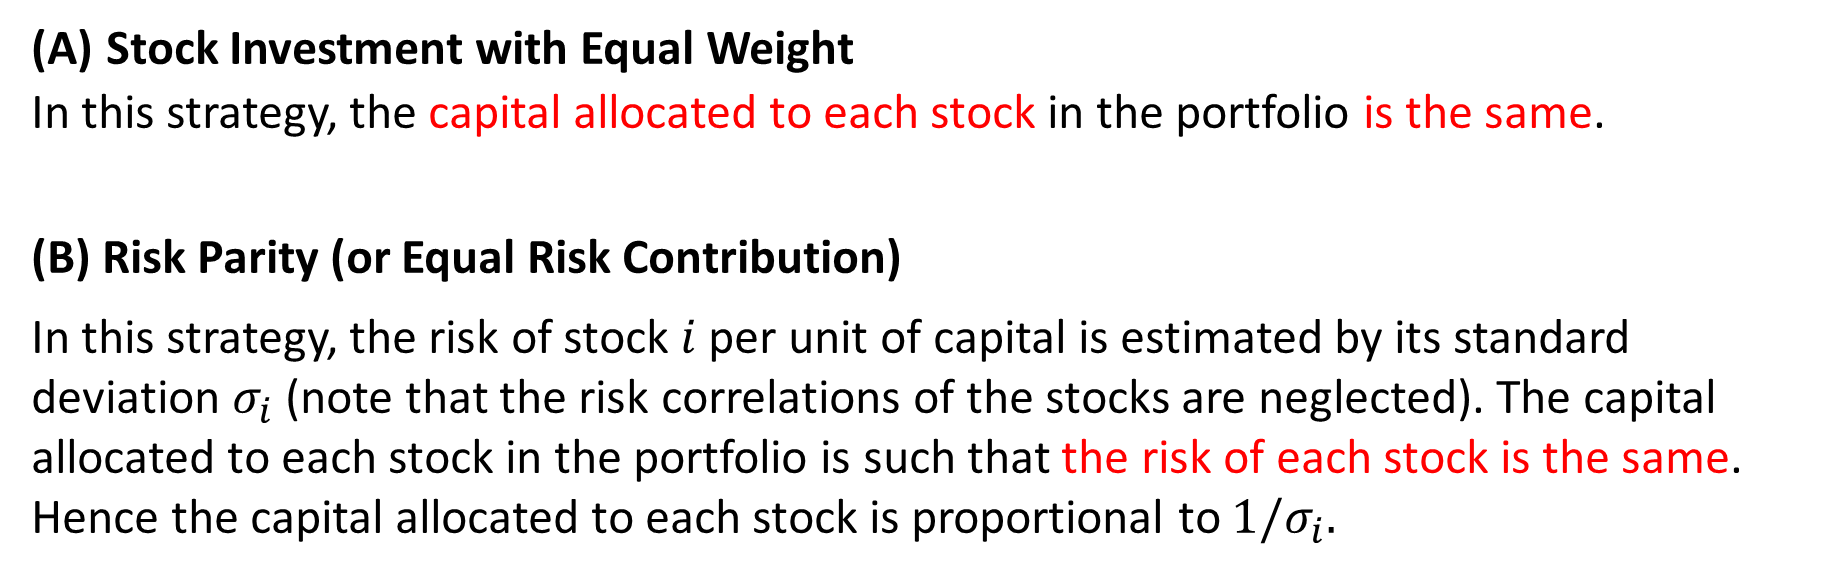 (A) Stock Investment with Equal Weight
In this strategy, the capital allocated to each stock in the portfolio is the same.
(B) Risk Parity (or Equal Risk Contribution)
In this strategy, the risk of stock 𝑖 per unit of capital is estimated by its standard
deviation 𝜎ᵢ (note that the risk correlations of the stocks are neglected). The capital
allocated to each stock in the portfolio is such that the risk of each stock is the same.
Hence the capital allocated to each stock is proportional to 1/𝜎ᵢ.